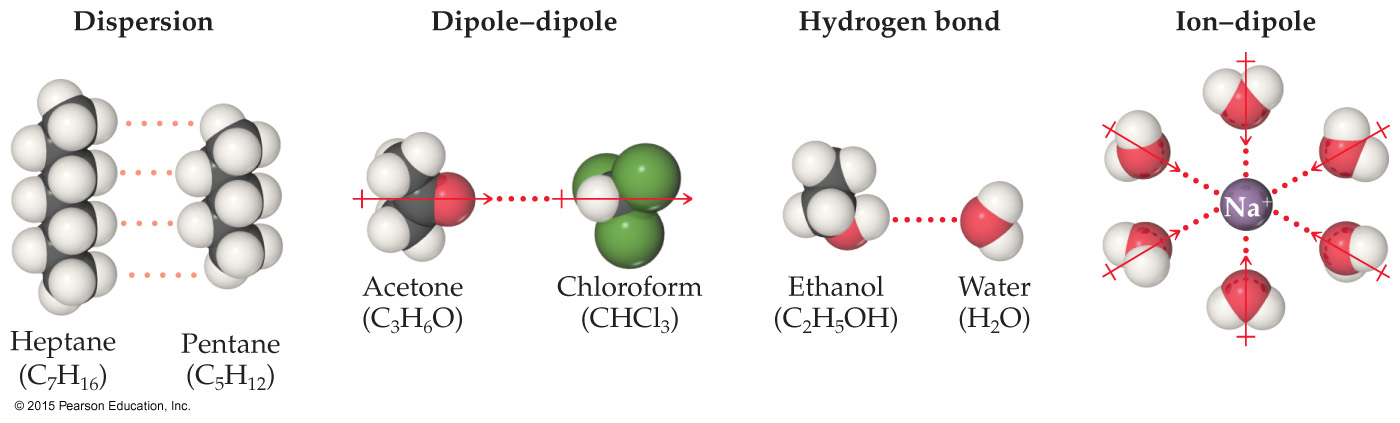 Dispersion
Dipole–dipole
Hydrogen bond
Ion–dipole
Na⁺
Acetone
(C₃H₆O)
Chloroform
(CHCl₃)
Ethanol
(C₂H₅OH)
Water
(H₂O)
Heptane
(C₇H₁₆)
Pentane
(C₅H₁₂)
© 2015 Pearson Education, Inc.